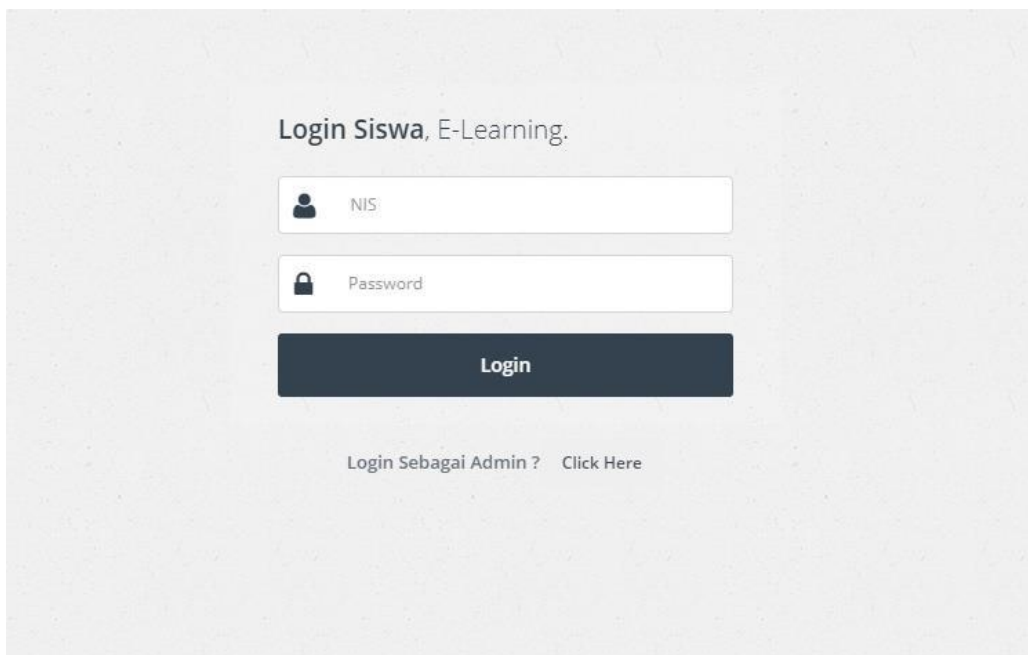 Login Siswa, E-Learning.
NIS
Password
Login
Login Sebagai Admin ? Click Here